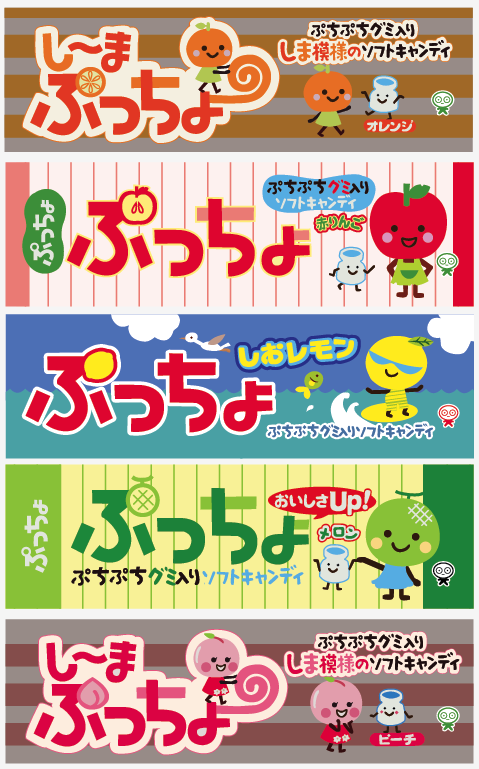 し〜ま
ぷっちょ
ぷちぷちグミ入り
しま模様のソフトキャンディ
オレンジ
ぷっちょ
ぷっちょ
ぷちぷちグミ入り
ソフトキャンディ
赤りんご
ぷっちょ
しおレモン
ぷちぷちグミ入りソフトキャンディ
ぷっちょ
ぷっちょ
おいしさUp!
メロン
ぷちぷちグミ入りソフトキャンディ
し〜ま
ぷっちょ
ぷちぷちグミ入り
しま模様のソフトキャンディ
ピーチ